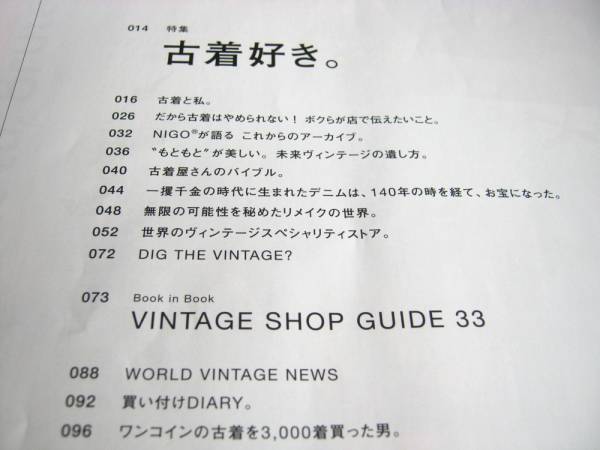 014 特集
古着好き。
016 古着と私。
026 だから古着はやめられない！ ボクらが店で伝えたいこと。
032 NIGO®が語る これからのアーカイブ。
036 “もともと”が美しい。未来ヴィンテージの遺し方。
040 古着屋さんのバイブル。
044 一攫千金の時代に生まれたデニムは、140年の時を経て、お宝になった。
048 無限の可能性を秘めたリメイクの世界。
052 世界のヴィンテージスペシャリティストア。
072 DIG THE VINTAGE?
073 Book in Book
VINTAGE SHOP GUIDE 33
088 WORLD VINTAGE NEWS
092 買い付けDIARY。
096 ワンコインの古着を3,000着買った男。